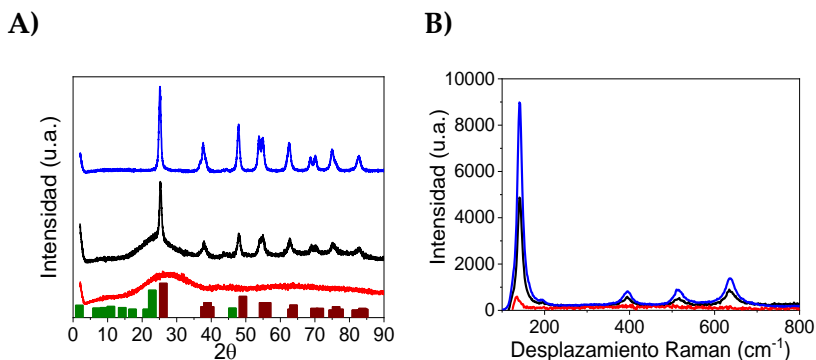 A)
B)
Intensidad (u.a.)
0 10 20 30 40 50 60 70 80 90
2θ
Intensidad (u.a.)
10000
8000
6000
4000
2000
0
200 400 600 800
Desplazamiento Raman (cm⁻¹)